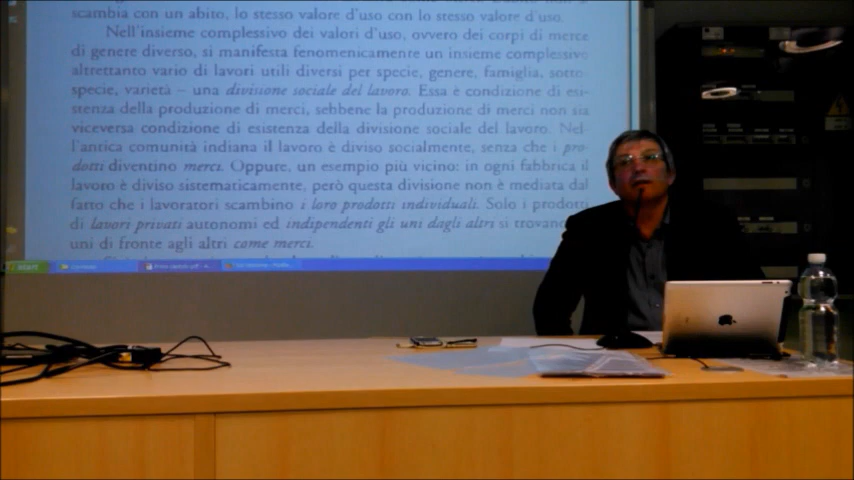 scambia con un abito, lo stesso valore d'uso con lo stesso valore d'uso.
Nell'insieme complessivo dei valori d'uso, ovvero dei corpi di merce
di genere diverso, si manifesta fenomenicamente un insieme complessivo
altrettanto vario di lavori utili diversi per specie, genere, famiglia, sotto-
specie, varietà – una divisione sociale del lavoro. Essa è condizione di esi-
stenza della produzione di merci, sebbene la produzione di merci non sia
viceversa condizione di esistenza della divisione sociale del lavoro. Nel-
l'antica comunità indiana il lavoro è diviso socialmente, senza che i pro-
dotti diventino merci. Oppure, un esempio più vicino: in ogni fabbrica il
lavoro è diviso sistematicamente, però questa divisione non è mediata dal
fatto che i lavoratori scambino i loro prodotti individuali. Solo i prodotti
di lavori privati autonomi ed indipendenti gli uni dagli altri si trovano
uni di fronte agli altri come merci.
start